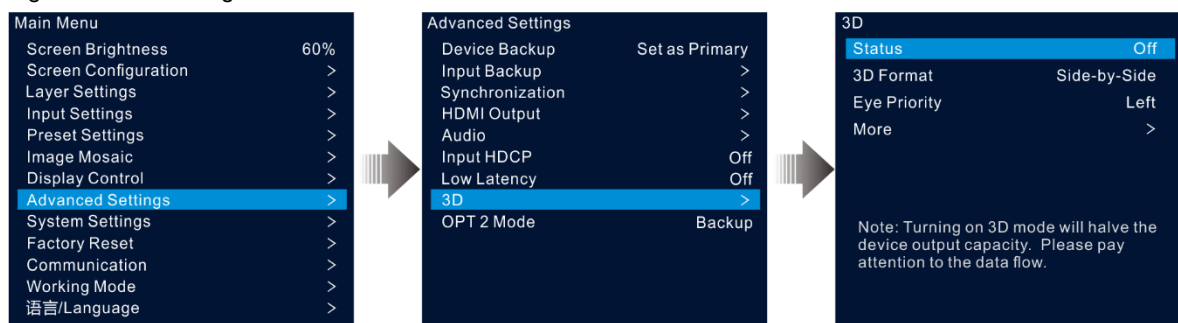 Main Menu
Screen Brightness 60%
Screen Configuration >
Layer Settings >
Input Settings >
Preset Settings >
Image Mosaic >
Display Control >
Advanced Settings >
System Settings >
Factory Reset >
Communication >
Working Mode >
语言/Language >
Advanced Settings
Device Backup Set as Primary
Input Backup >
Synchronization >
HDMI Output >
Audio >
Input HDCP Off
Low Latency Off
3D >
OPT 2 Mode Backup
3D
Status Off
3D Format Side-by-Side
Eye Priority Left
More >
Note: Turning on 3D mode will halve the
device output capacity. Please pay
attention to the data flow.